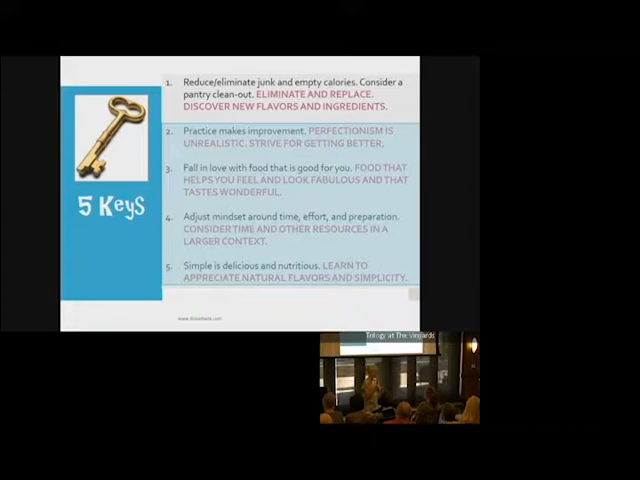 5 Keys
1. Reduce/eliminate junk and empty calories. Consider a
pantry clean-out. ELIMINATE AND REPLACE.
DISCOVER NEW FLAVORS AND INGREDIENTS.
2. Practice makes improvement. PERFECTIONISM IS
UNREALISTIC. STRIVE FOR GETTING BETTER.
3. Fall in love with food that is good for you. FOOD THAT
HELPS YOU FEEL AND LOOK FABULOUS AND THAT
TASTES WONDERFUL.
4. Adjust mindset around time, effort, and preparation.
CONSIDER TIME AND OTHER RESOURCES IN A
LARGER CONTEXT.
5. Simple is delicious and nutritious. LEARN TO
APPRECIATE NATURAL FLAVORS AND SIMPLICITY.
Trilogy at The Vineyards